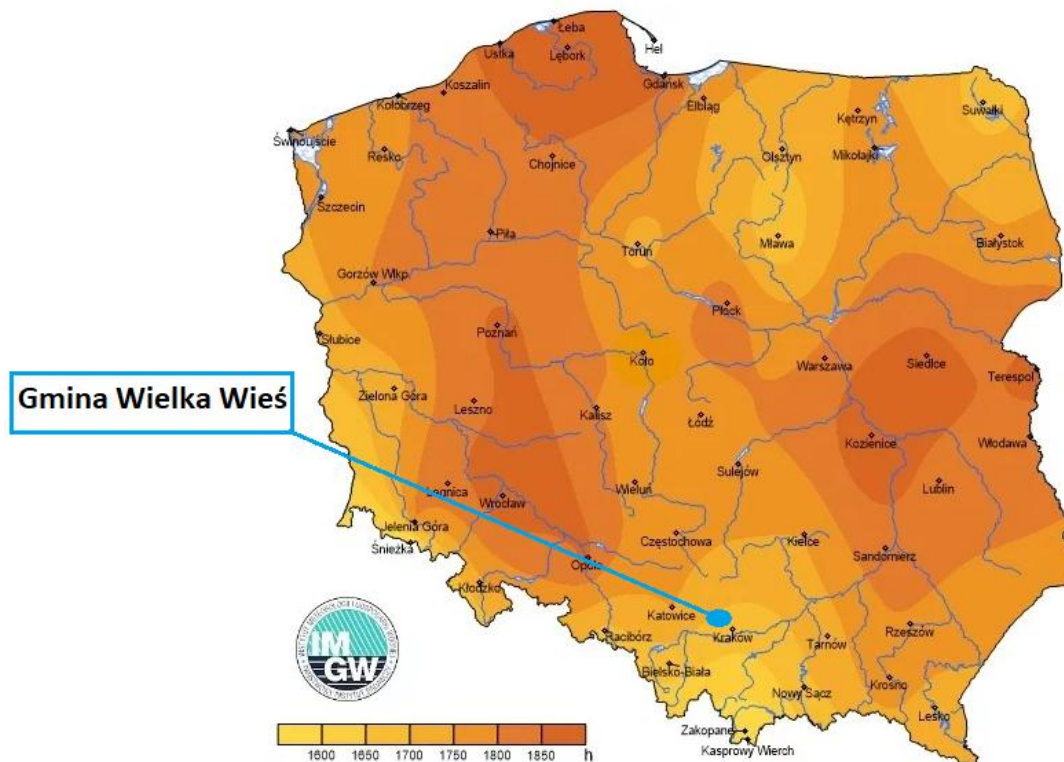 Łeba
Ustka
Hel
Lębork
Gdańsk
Koszalin
Kołobrzeg
Elbląg
Suwałki
Kętrzyn
Świnoujście
Resko
Chojnice
Olsztyn
Mikołajki
Szczecin
Piła
Toruń
Mława
Białystok
Gorzów Wlkp
Płock
Słubice
Poznań
Koło
Warszawa
Siedlce
Terespol
Gmina Wielka Wieś
Zielona Góra
Leszno
Kalisz
Łódź
Kozienice
Włodawa
Sulejów
Legnica
Wrocław
Wieluń
Lublin
Jelenia Góra
Śnieżka
Częstochowa
Kielce
Sandomierz
Opole
Kłodzko
Katowice
Kraków
Racibórz
Tarnów
Rzeszów
IM
GW
Bielsko-Biała
Nowy Sącz
Krosno
Lesko
Zakopane
Kasprowy Wierch
1600 1650 1700 1750 1800 1850 h